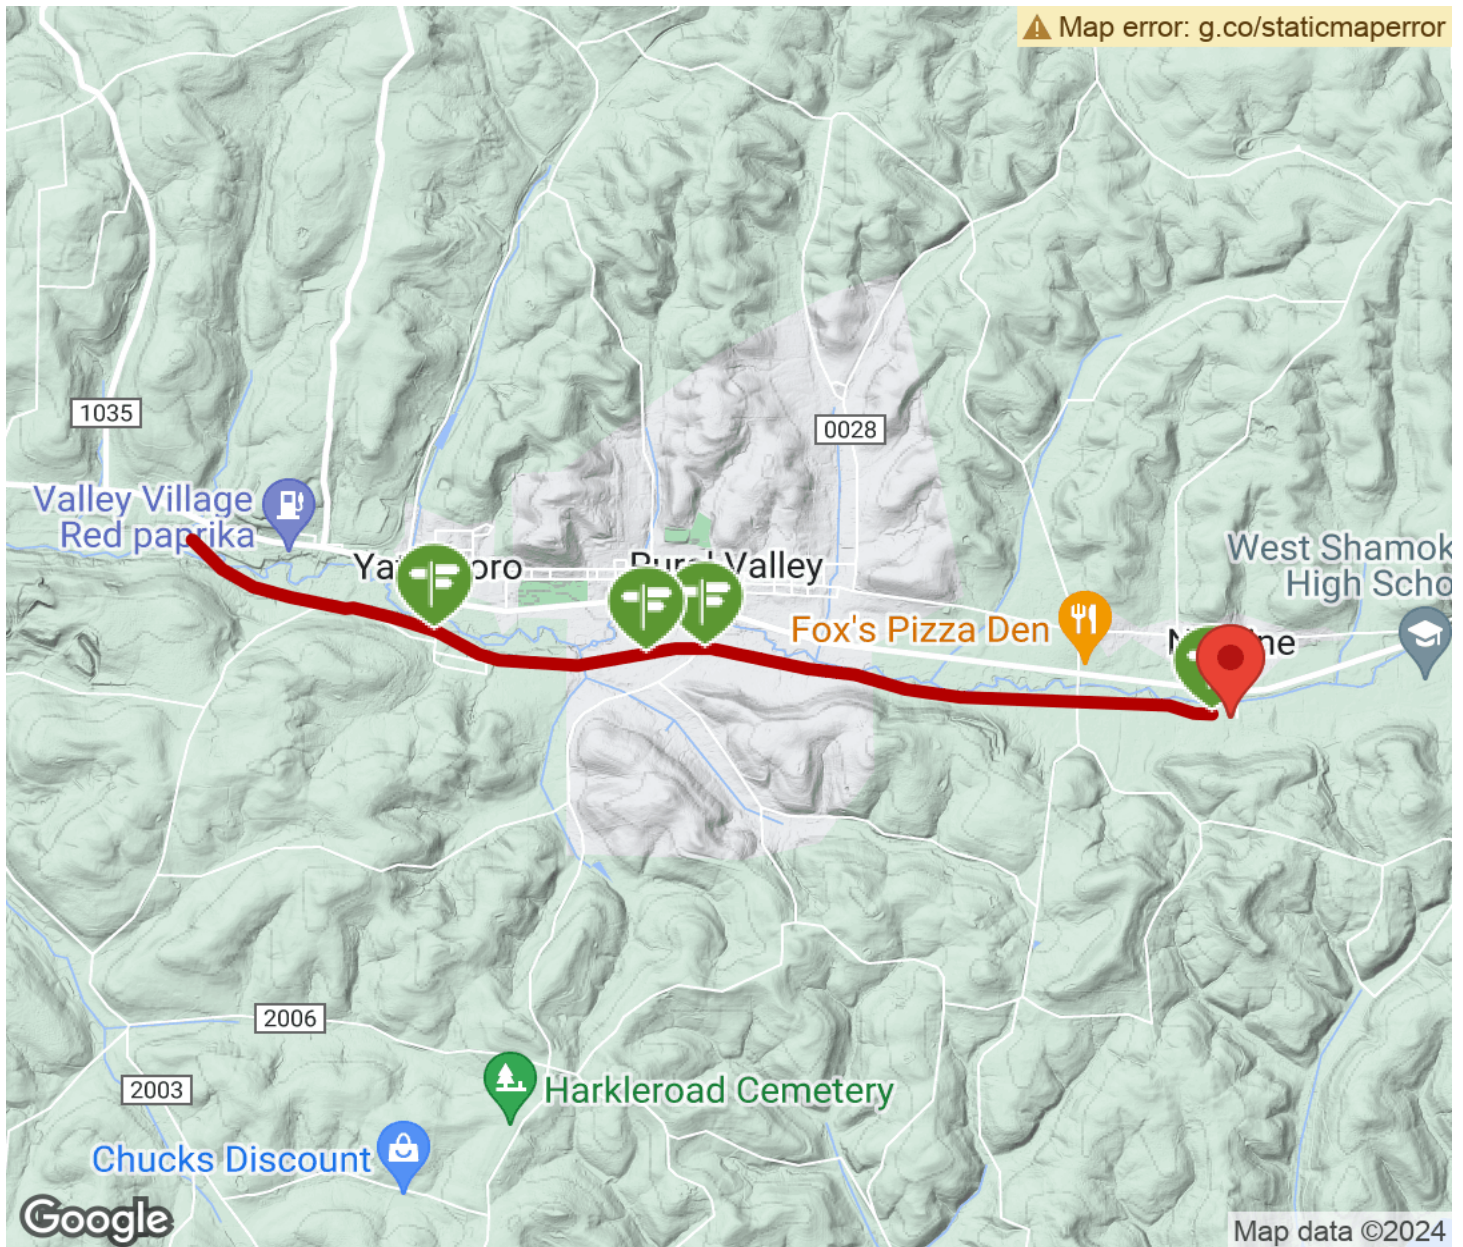 Map error: g.co/staticmaperror
1035
0028
Valley Village
Red paprika
Rural Valley
West Shamok
High Scho
Fox's Pizza Den
2006
2003
Harkleroad Cemetery
Chucks Discount
Google
Map data ©2024